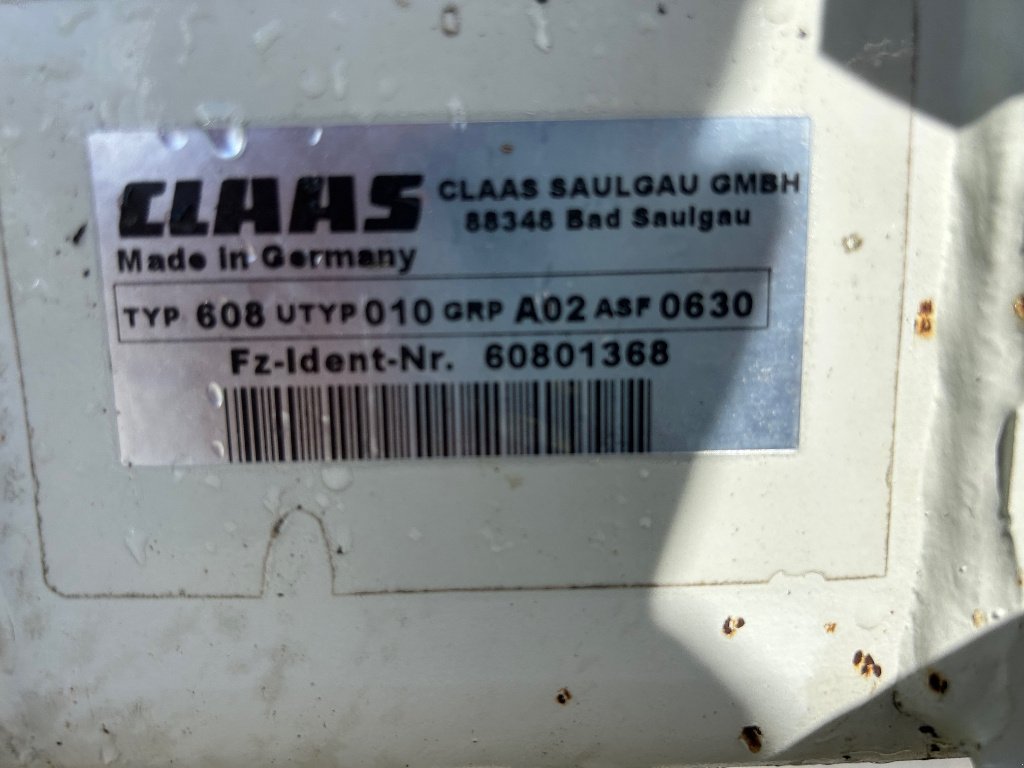 CLAAS
CLAAS SAULGAU GMBH
88348 Bad Saulgau
Made in Germany
TYP 608 UTYP 010 GRP A02 ASF 0630
Fz-Ident-Nr. 60801368